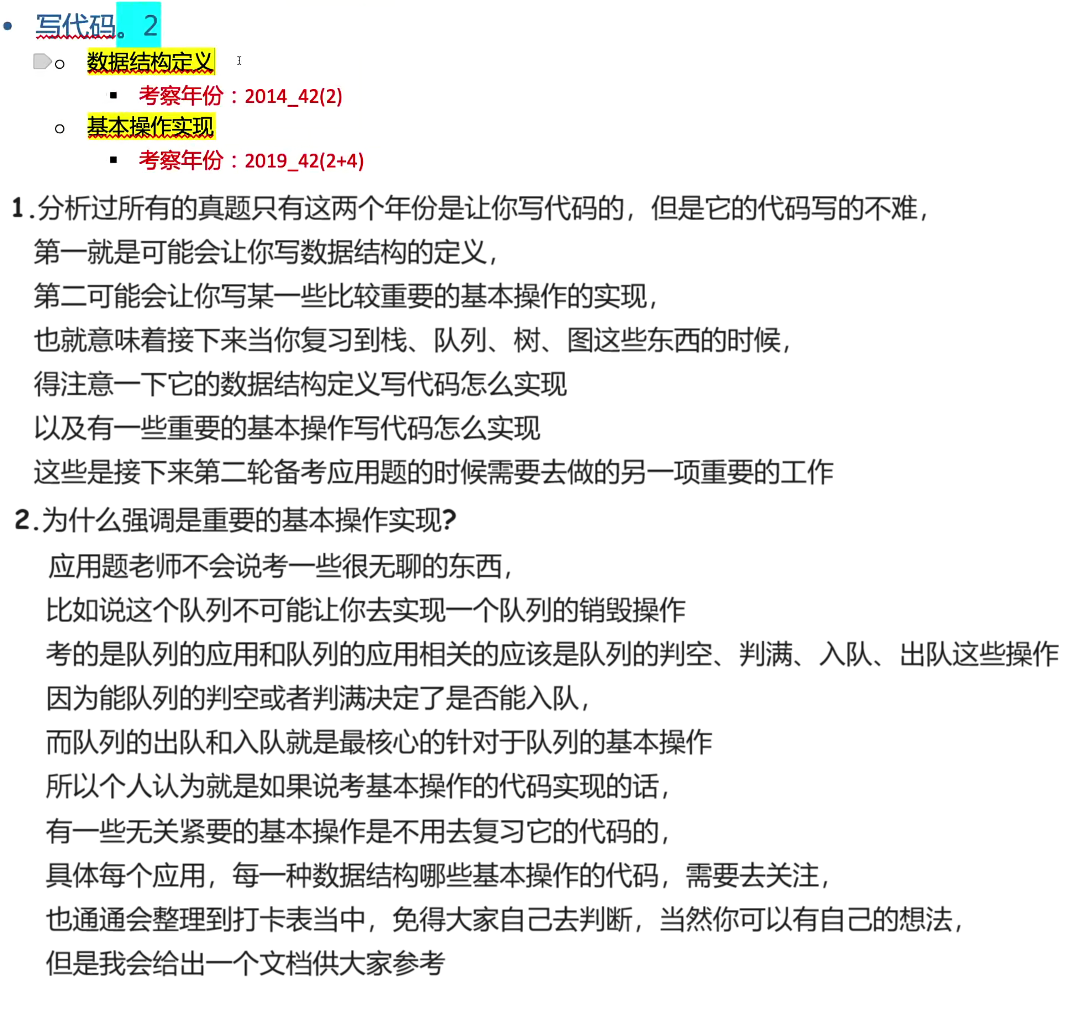 写代码。2
数据结构定义
考察年份：2014_42(2)
基本操作实现
考察年份：2019_42(2+4)
1.分析过所有的真题只有这两个年份是让你写代码的，但是它的代码写的不难，
第一就是可能会让你写数据结构的定义，
第二可能会让你写某一些比较重要的基本操作的实现，
也就意味着接下来当你复习到栈、队列、树、图这些东西的时候，
得注意一下它的数据结构定义写代码怎么实现
以及有一些重要的基本操作写代码怎么实现
这些是接下来第二轮备考应用题的时候需要去做的另一项重要的工作
2.为什么强调是重要的基本操作实现?
应用题老师不会说考一些很无聊的东西，
比如说这个队列不可能让你去实现一个队列的销毁操作
考的是队列的应用和队列的应用相关的应该是队列的判空、判满、入队、出队这些操作
因为能队列的判空或者判满决定了是否能入队，
而队列的出队和入队就是最核心的针对于队列的基本操作
所以个人认为就是如果说考基本操作的代码实现的话，
有一些无关紧要的基本操作是不用去复习它的代码的，
具体每个应用，每一种数据结构哪些基本操作的代码，需要去关注，
也通通会整理到打卡表当中，免得大家自己去判断，当然你可以有自己的想法，
但是我会给出一个文档供大家参考